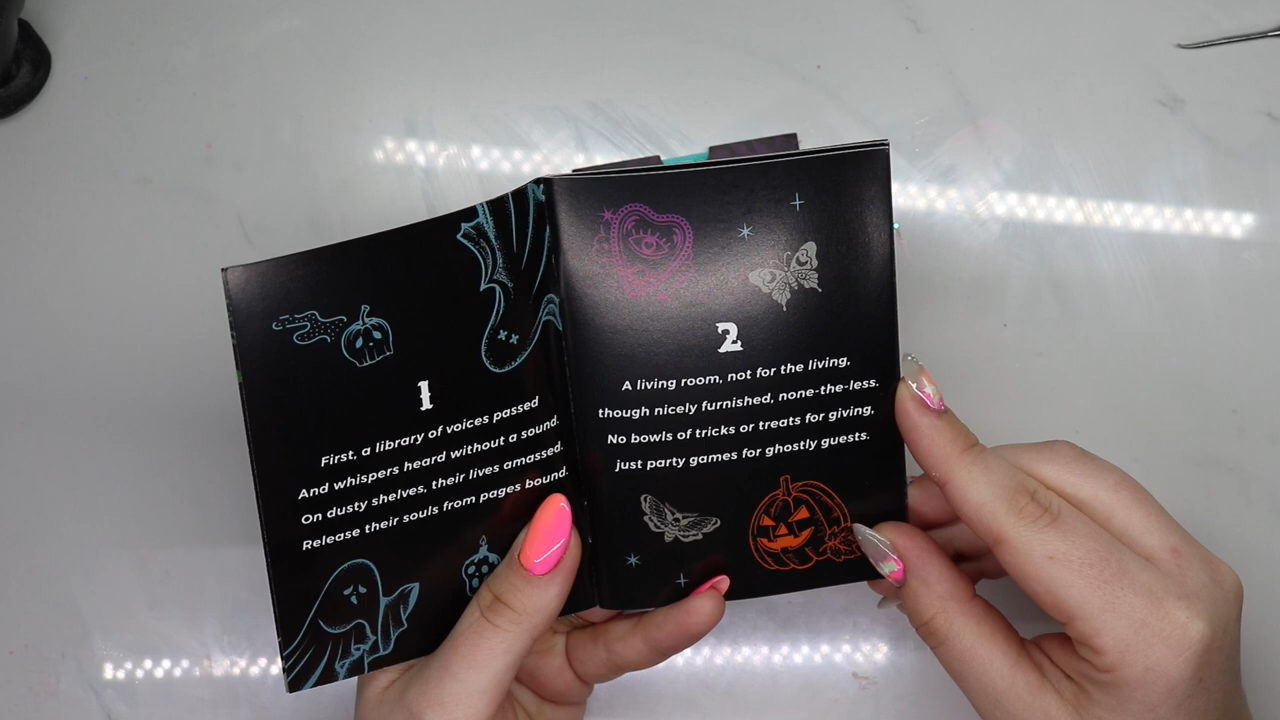 1
First, a library of voices passed
And whispers heard without a sound.
On dusty shelves, their lives amassed.
Release their souls from pages bound.
2
A living room, not for the living,
though nicely furnished, none-the-less.
No bowls of tricks or treats for giving,
just party games for ghostly guests.